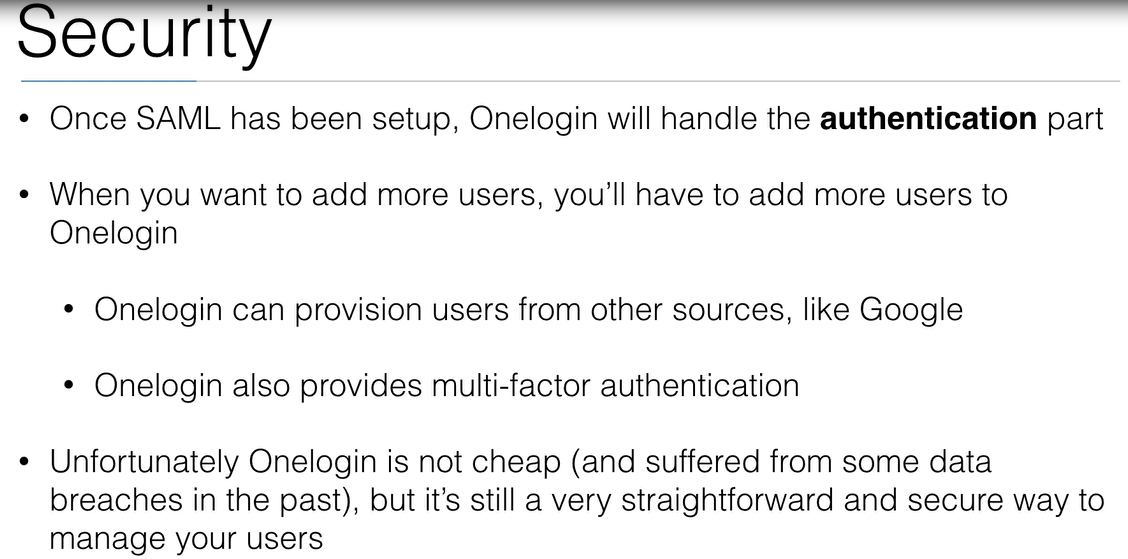 Security
• Once SAML has been setup, Onelogin will handle the authentication part
• When you want to add more users, you’ll have to add more users to
Onelogin
• Onelogin can provision users from other sources, like Google
• Onelogin also provides multi-factor authentication
• Unfortunately Onelogin is not cheap (and suffered from some data
breaches in the past), but it’s still a very straightforward and secure way to
manage your users